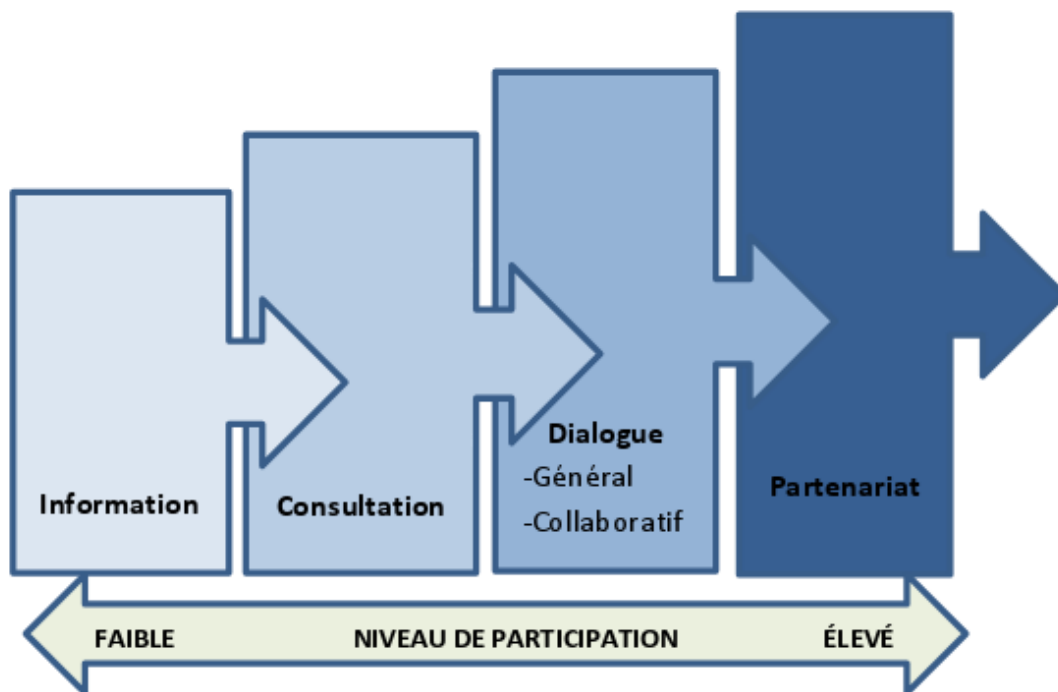 Information
Consultation
Dialogue
-Général
-Collaboratif
Partenariat
FAIBLE NIVEAU DE PARTICIPATION ÉLEVÉ